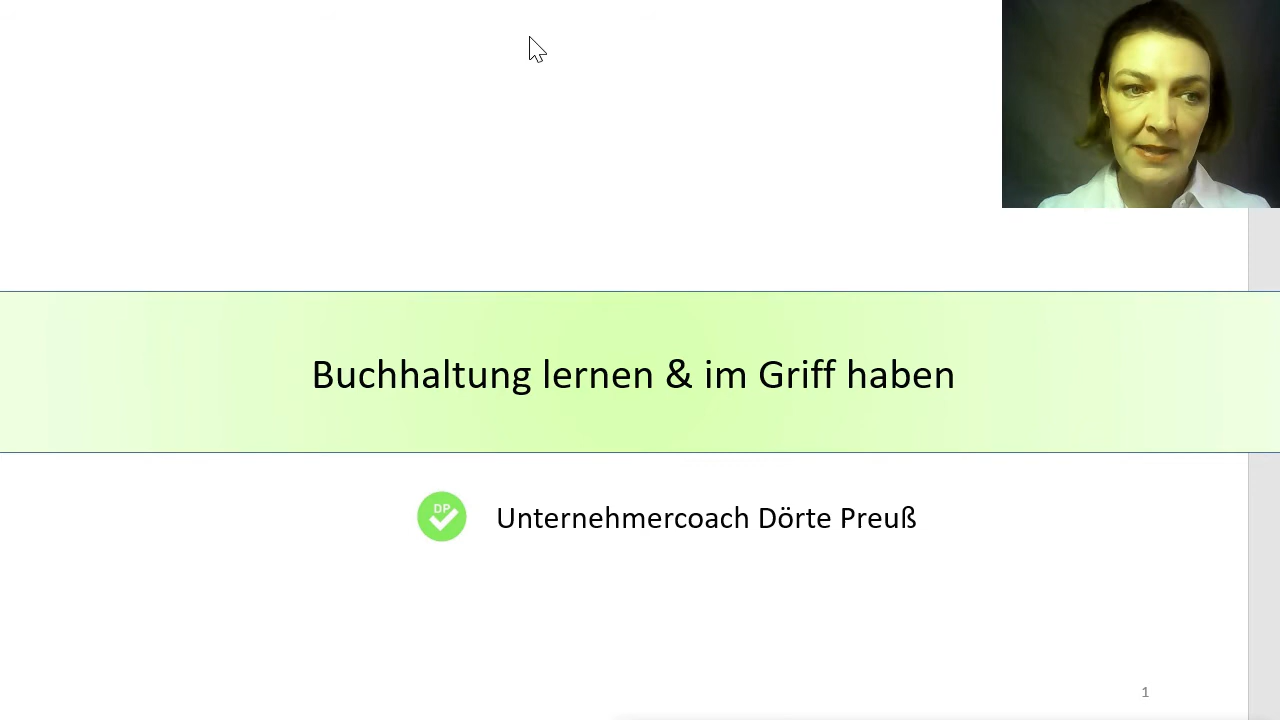 Buchhaltung lernen & im Griff haben
DP
Unternehmercoach Dörte Preuß
1